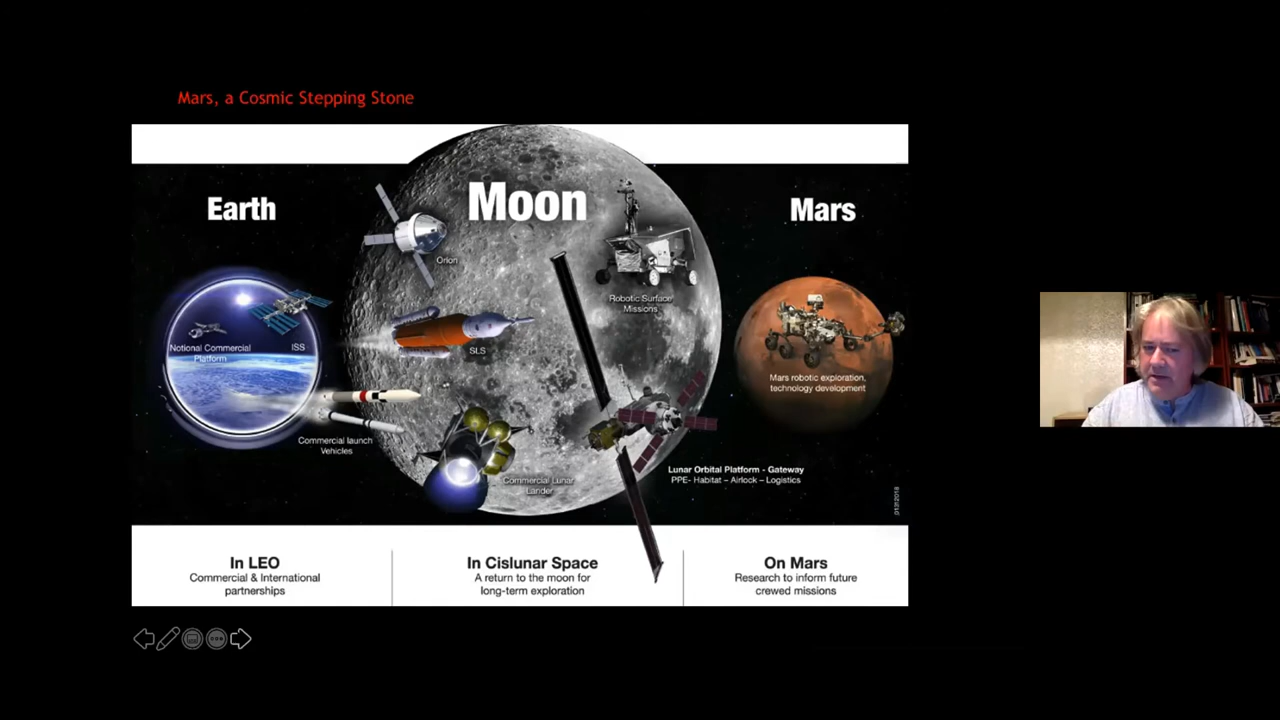 Mars, a Cosmic Stepping Stone
Earth
Moon
Mars
Orion
Robotic Surface
Missions
Notional Commercial
Platform
ISS
SLS
Mars robotic exploration,
technology development
Commercial launch
Vehicles
Commercial Lunar
Lander
Lunar Orbital Platform - Gateway
PPE- Habitat – Airlock – Logistics
In LEO
Commercial & International
partnerships
In Cislunar Space
A return to the moon for
long-term exploration
On Mars
Research to inform future
crewed missions